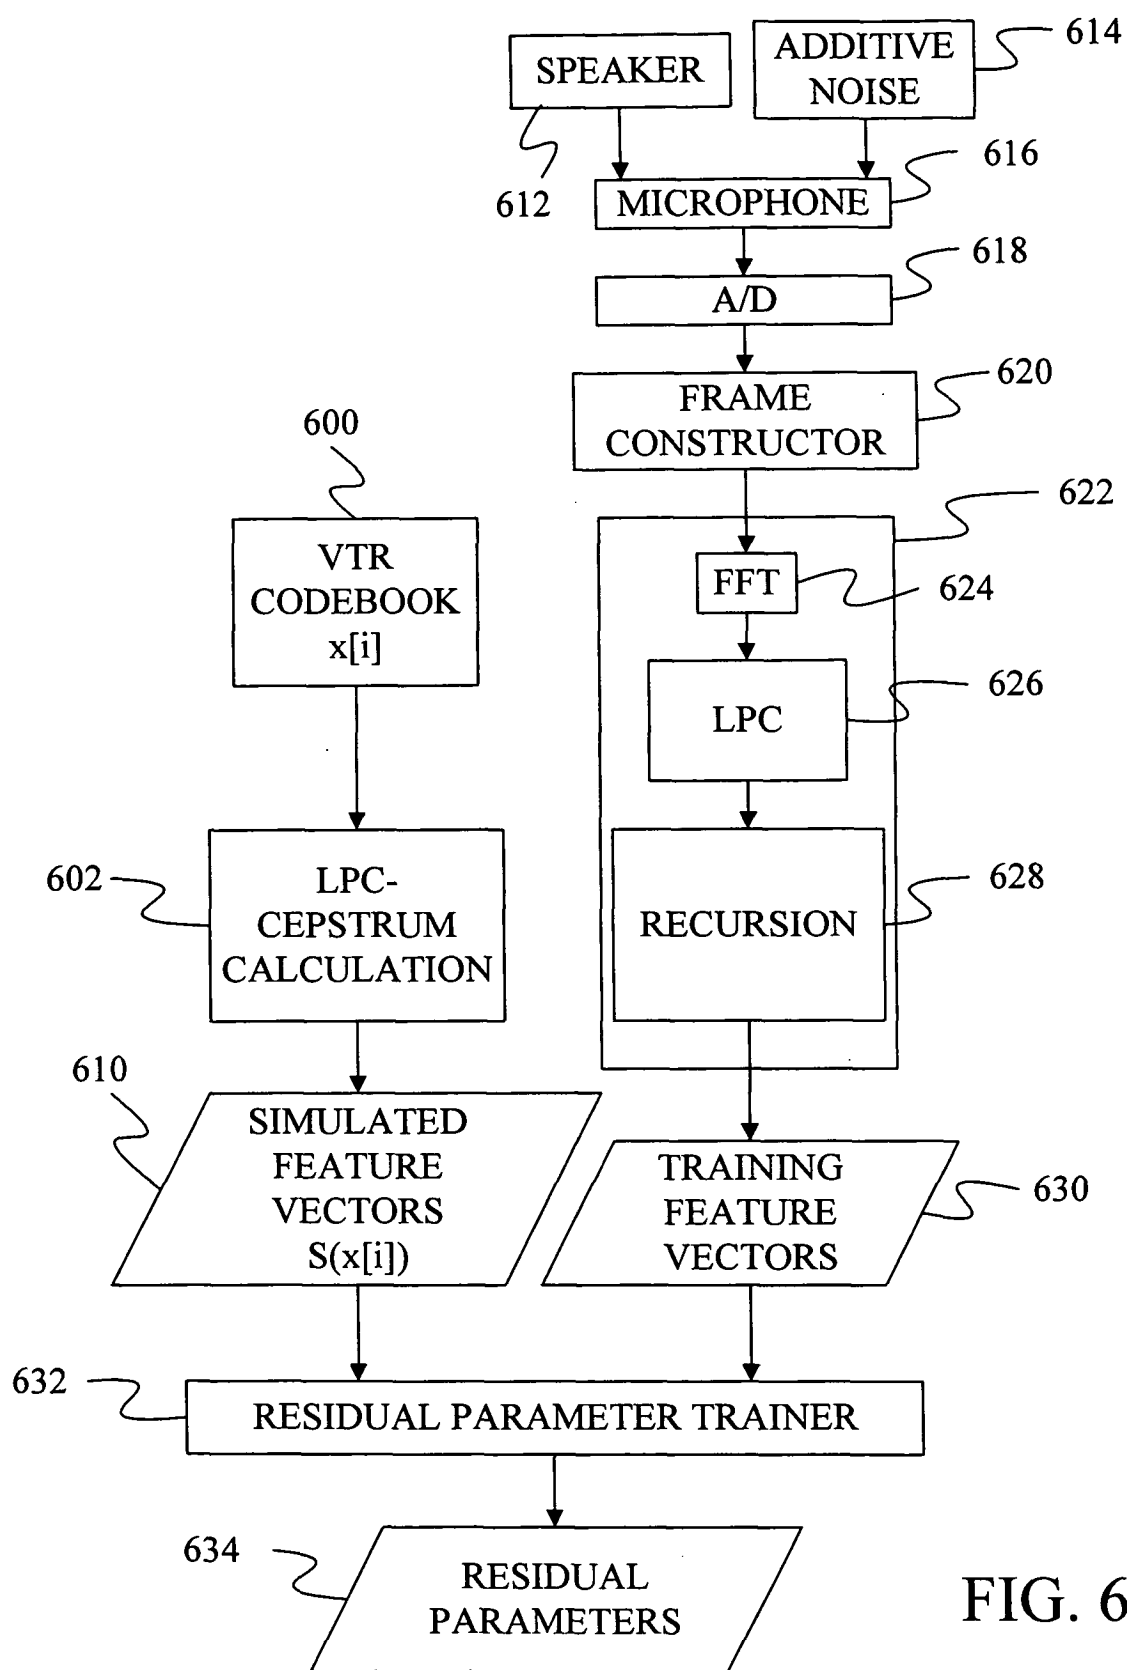 SPEAKER
612
ADDITIVE
NOISE
614
MICROPHONE
616
A/D
618
FRAME
CONSTRUCTOR
620
600
VTR
CODEBOOK
x[i]
622
FFT
624
LPC
626
602
LPC-
CEPSTRUM
CALCULATION
RECURSION
628
610
SIMULATED
FEATURE
VECTORS
S(x[i])
TRAINING
FEATURE
VECTORS
630
632
RESIDUAL PARAMETER TRAINER
634
RESIDUAL
PARAMETERS
FIG. 6